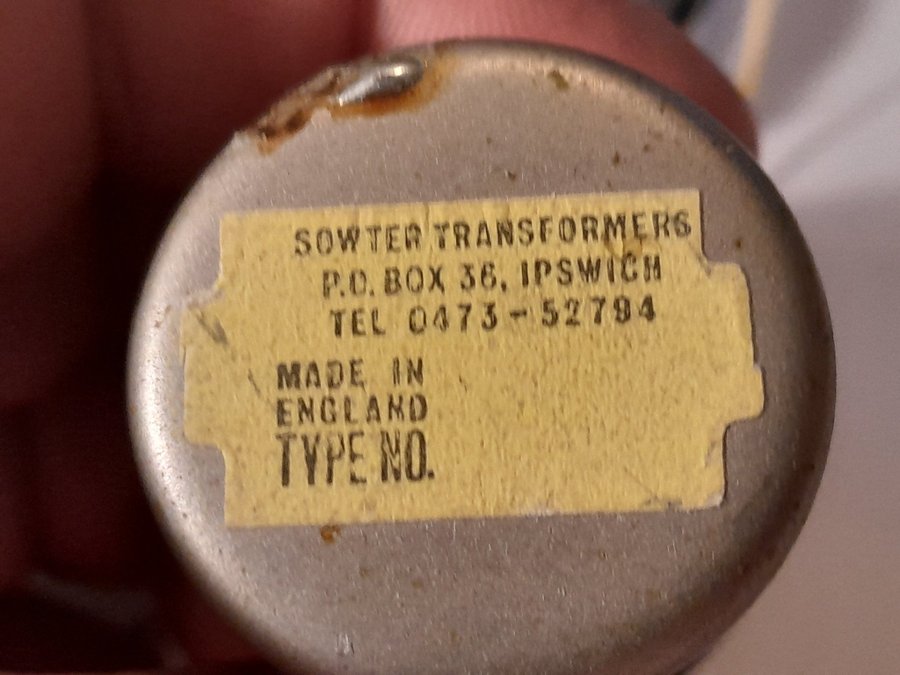 SOWTER TRANSFORMERS
P.O. BOX 36, IPSWICH
TEL 0473-52794
MADE IN
ENGLAND
TYPE NO.